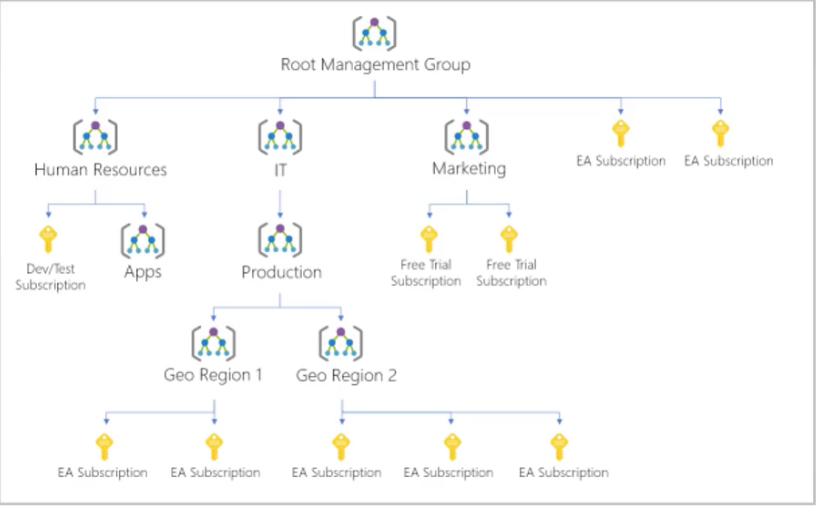 Root Management Group
Human Resources
IT
Marketing
EA Subscription
EA Subscription
Dev/Test
Subscription
Apps
Production
Free Trial
Subscription
Free Trial
Subscription
Geo Region 1
Geo Region 2
EA Subscription
EA Subscription
EA Subscription
EA Subscription
EA Subscription